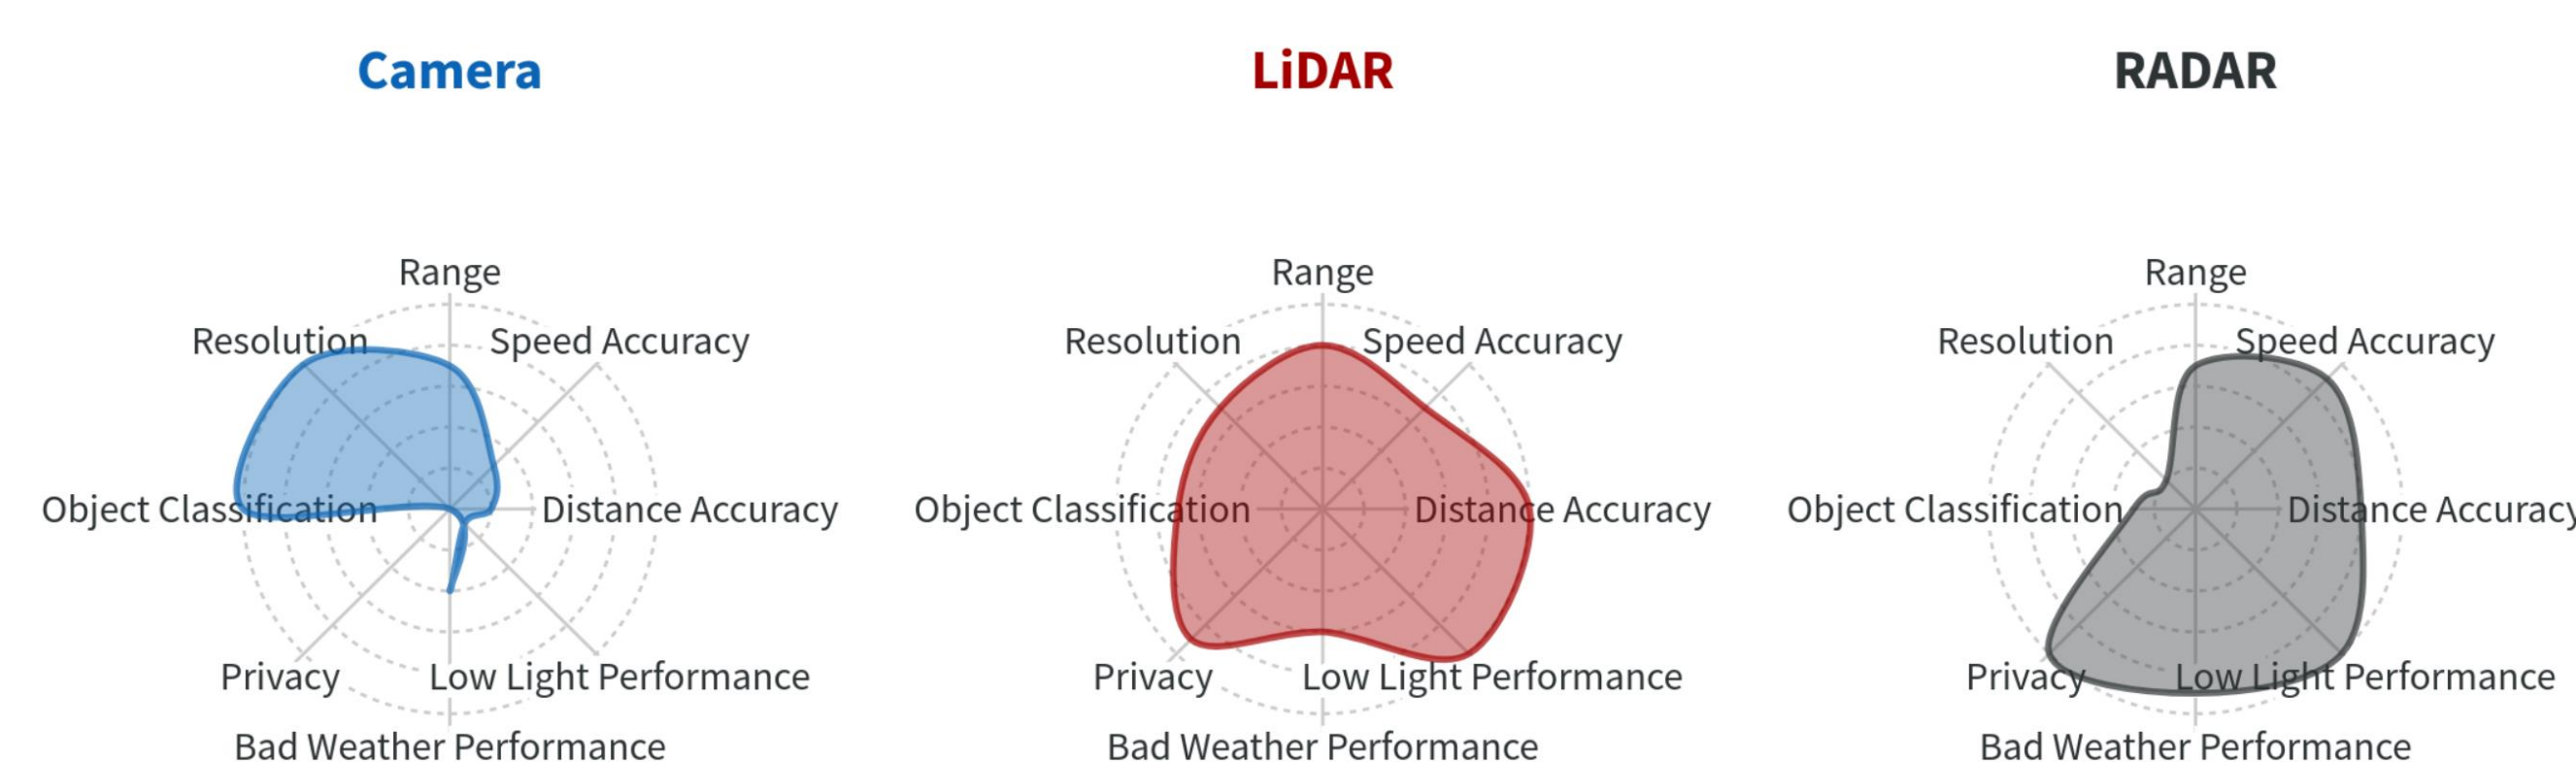 Camera
LiDAR
RADAR
Range
Resolution
Speed Accuracy
Object Classification
Distance Accuracy
Privacy
Low Light Performance
Bad Weather Performance
Range
Resolution
Speed Accuracy
Object Classification
Distance Accuracy
Privacy
Low Light Performance
Bad Weather Performance
Range
Resolution
Speed Accuracy
Object Classification
Distance Accuracy
Privacy
Low Light Performance
Bad Weather Performance